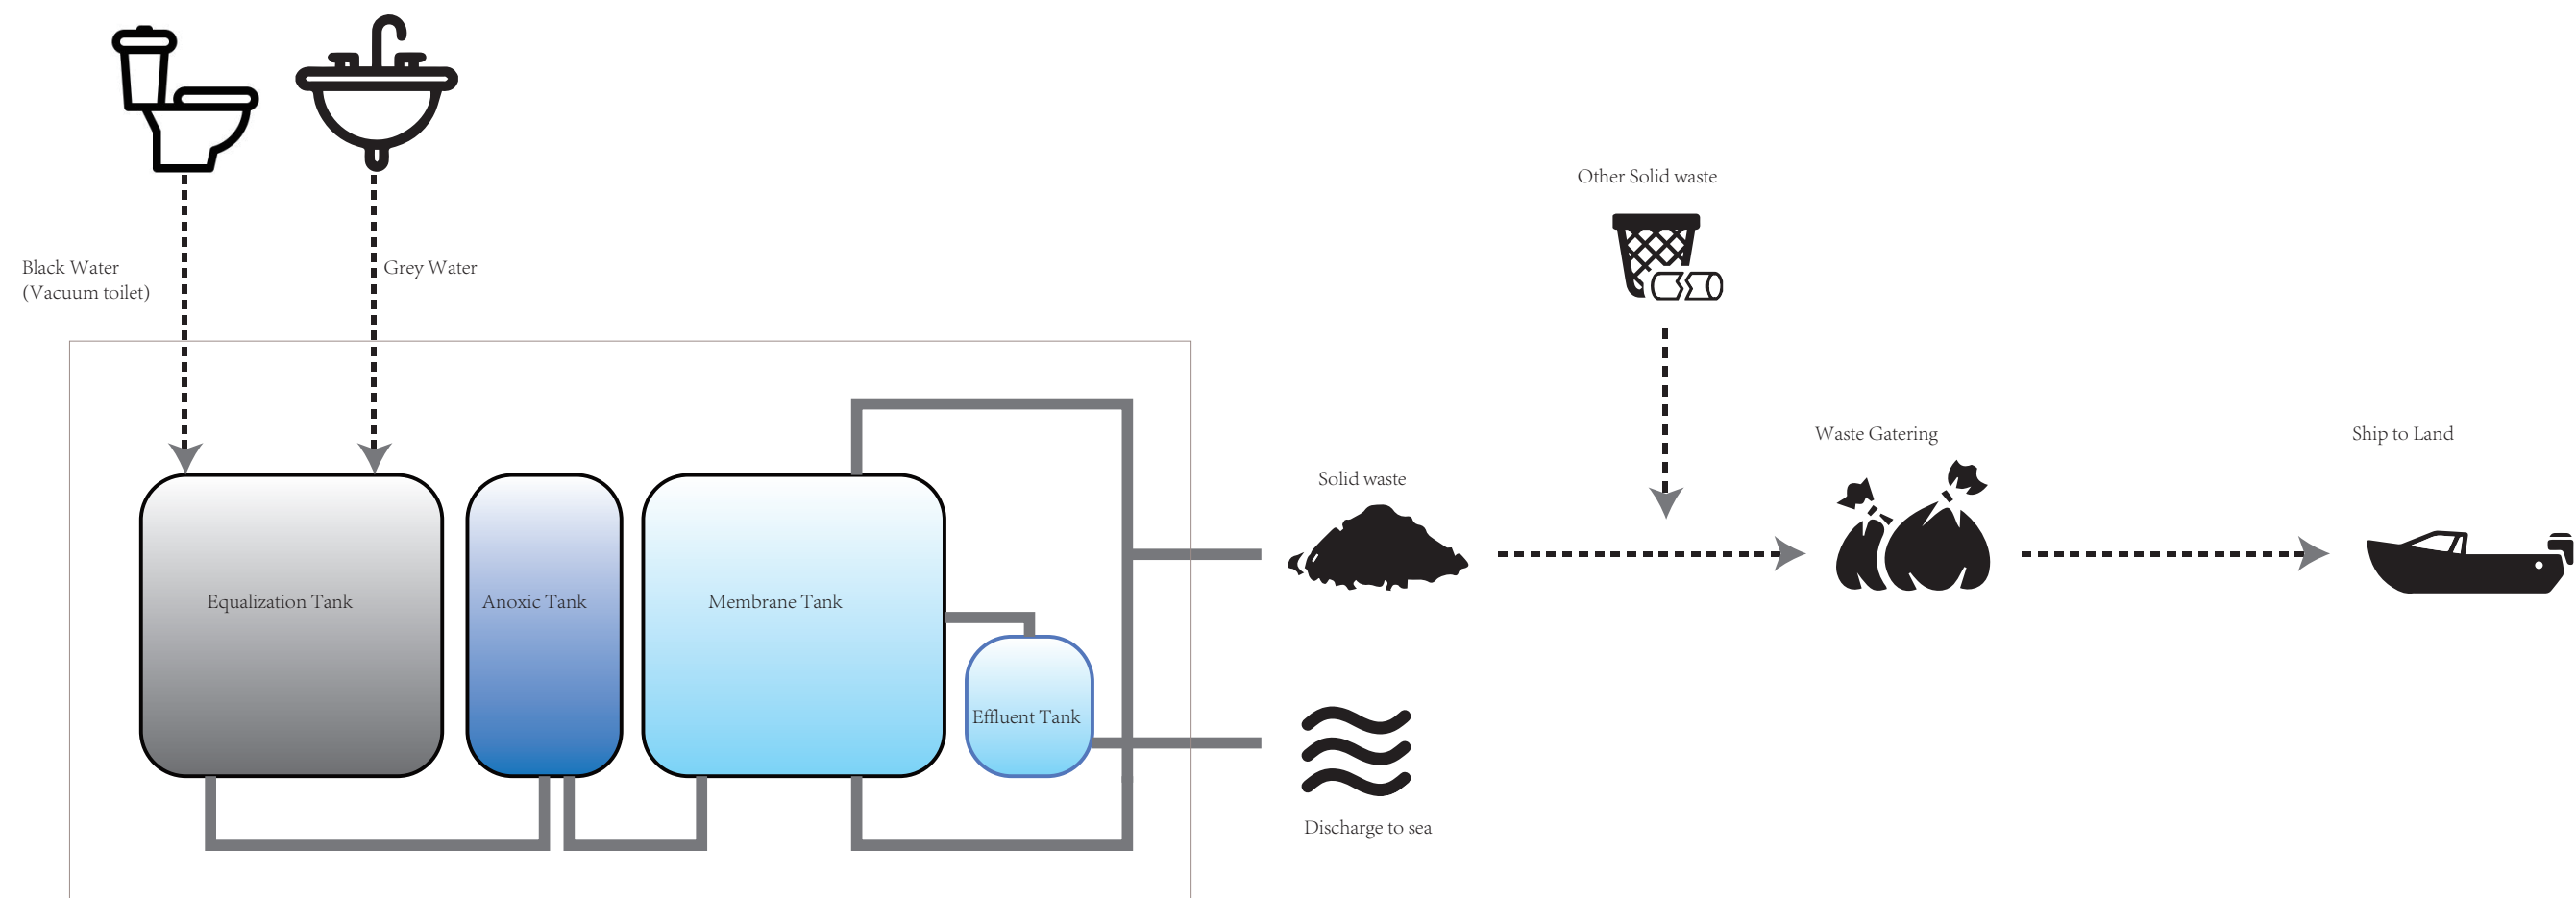 Other Solid waste
Black Water
(Vacuum toilet)
Grey Water
Waste Gatering
Ship to Land
Solid waste
Equalization Tank
Anoxic Tank
Membrane Tank
Effluent Tank
Discharge to sea